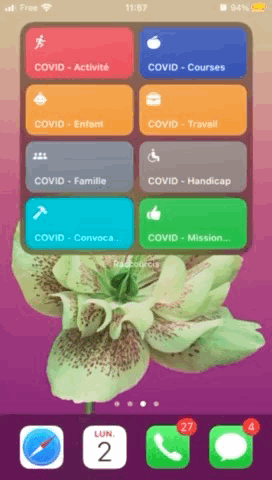 Free 11:57 94%
COVID - Activité COVID - Courses
COVID - Enfant COVID - Travail
COVID - Famille COVID - Handicap
COVID - Convoca... COVID - Mission...
Raccourcis
LUN.
2
27
4